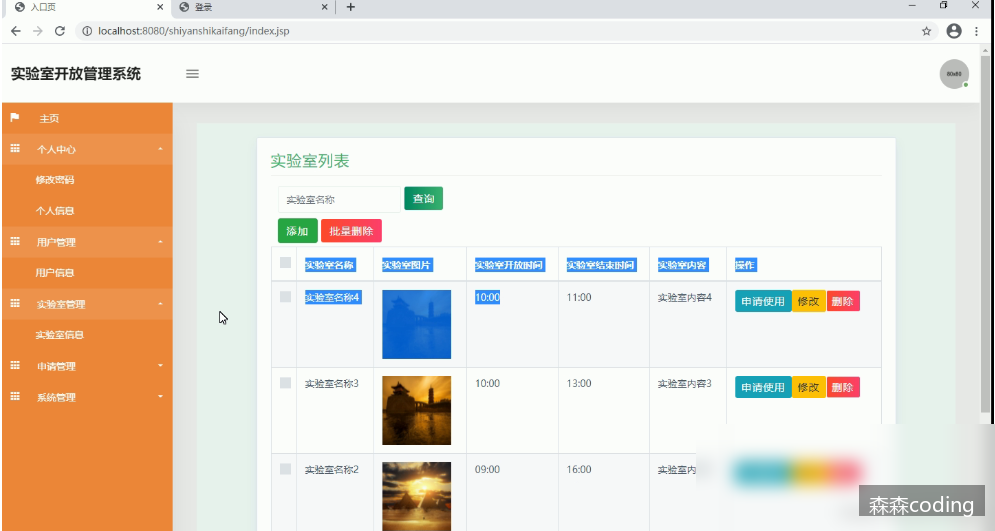 入口页
登录
localhost:8080/shiyanshikaifang/index.jsp
实验室开放管理系统
80x80
主页
个人中心
修改密码
个人信息
用户管理
用户信息
实验室管理
实验室信息
申请管理
系统管理
实验室列表
实验室名称 查询
添加 批量删除
实验室名称 实验室图片 实验室开放时间 实验室结束时间 实验室内容 操作
实验室名称4 10:00 11:00 实验室内容4 申请使用 修改 删除
实验室名称3 10:00 13:00 实验室内容3 申请使用 修改 删除
实验室名称2 09:00 16:00 实验室内
森森coding